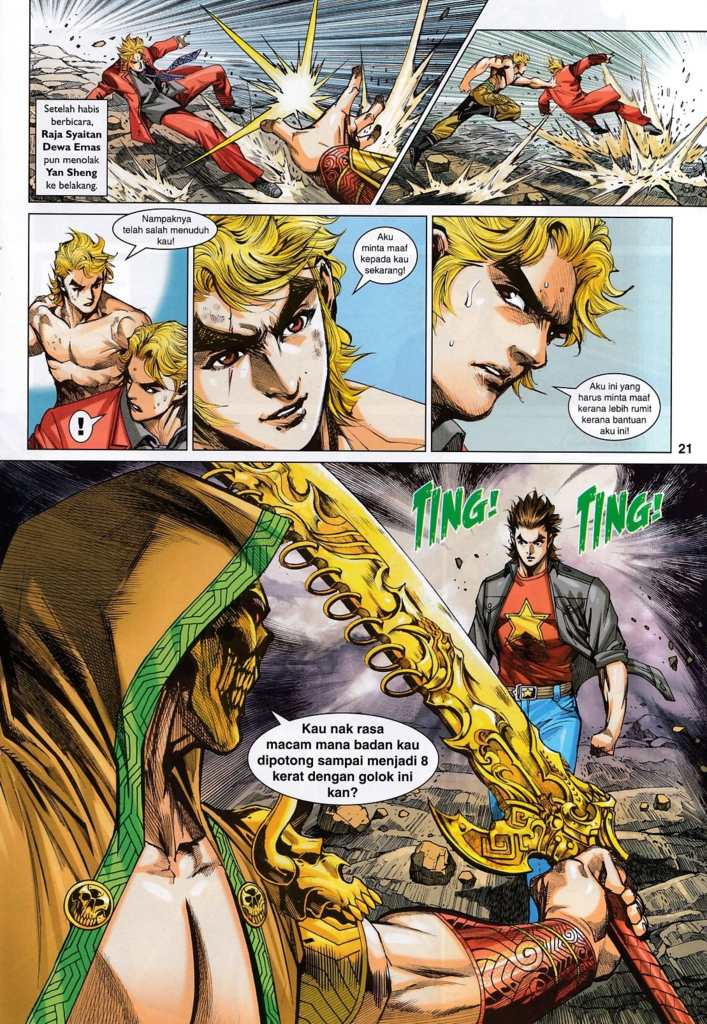 Setelah habis
berbicara,
Raja Syaitan
Dewa Emas
pun menolak
Yan Sheng
ke belakang.
Nampaknya
telah salah menuduh
kau!
!
Aku
minta maaf
kepada kau
sekarang!
Aku ini yang
harus minta maaf
kerana lebih rumit
kerana bantuan
aku ini!
21
TING!
TING!
Kau nak rasa
macam mana badan kau
dipotong sampai menjadi 8
kerat dengan golok ini
kan?